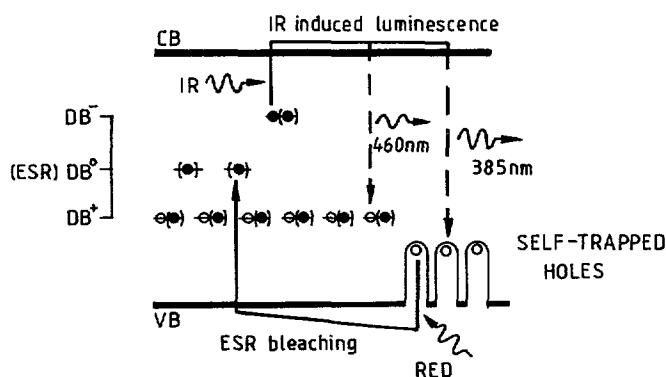 IR induced luminescence
CB
IR
DB⁻
460nm
385nm
(ESR) DB⁰
DB⁺
SELF-TRAPPED
HOLES
VB
ESR bleaching
RED